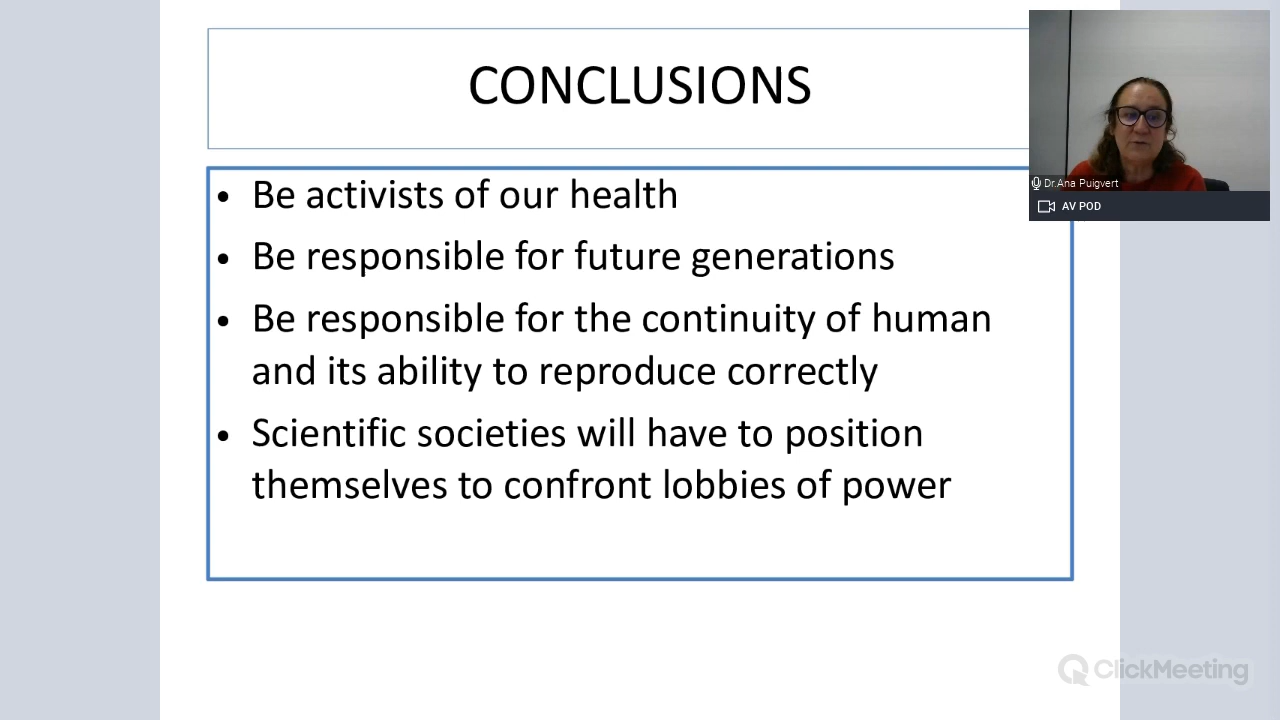 CONCLUSIONS
• Be activists of our health
• Be responsible for future generations
• Be responsible for the continuity of human
and its ability to reproduce correctly
• Scientific societies will have to position
themselves to confront lobbies of power
Dr.Ana Puigvert
AV POD
ClickMeeting